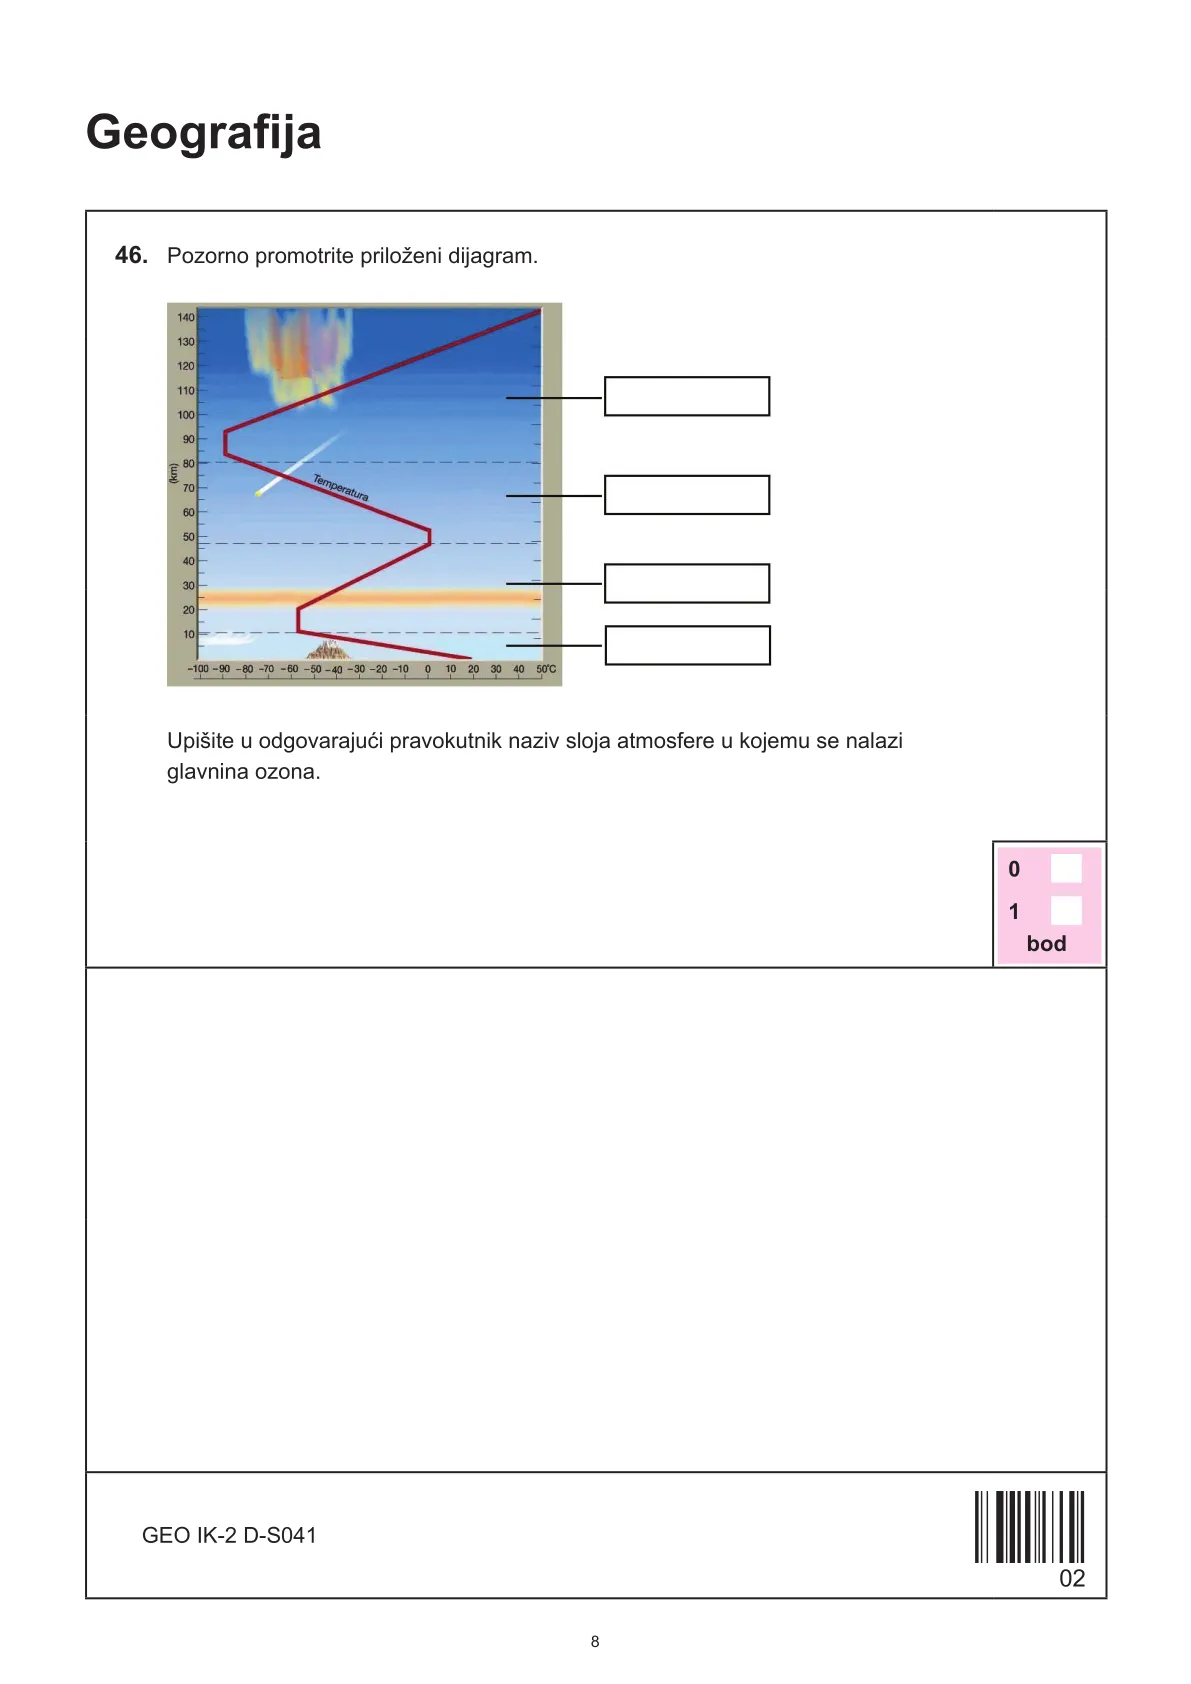 Geografija
46. Pozorno promotrite priloženi dijagram.
140
130
120
110
100
90
80
70
60
50
40
30
20
10
(km)
Temperatura
−100 −90 −80 −70 −60 −50 −40 −30 −20 −10 0 10 20 30 40 50°C
Upišite u odgovarajući pravokutnik naziv sloja atmosfere u kojemu se nalazi
glavnina ozona.
0
1
bod
GEO IK-2 D-S041
02
8